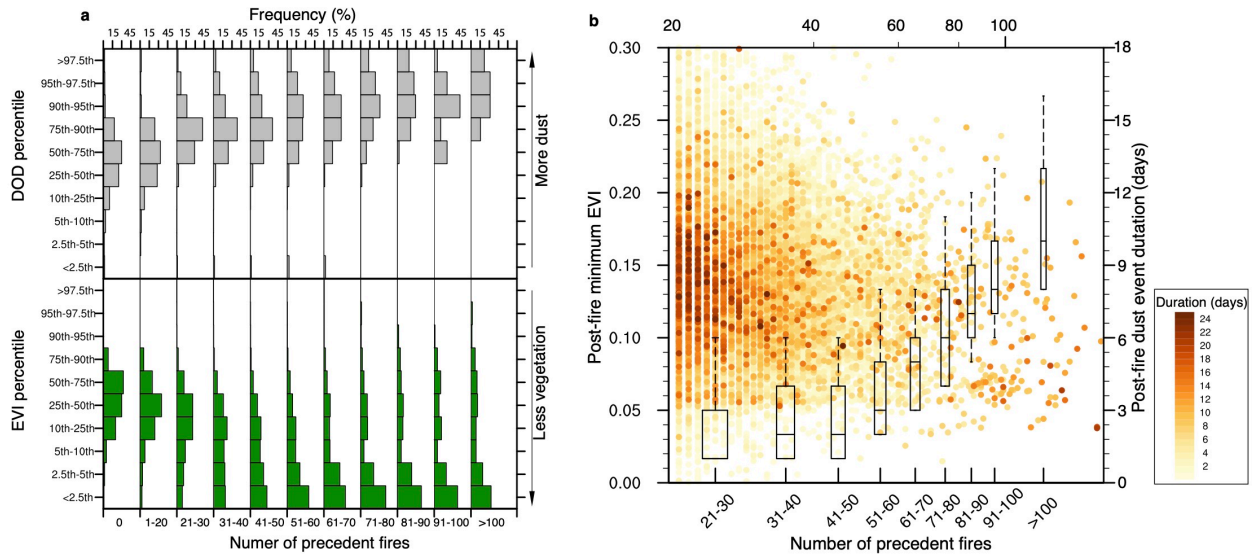 a
Frequency (%)
15 45 15 45 15 45 15 45 15 45 15 45 15 45 15 45 15 45 15 45 15 45
DOD percentile
>97.5th
95th-97.5th
90th-95th
75th-90th
50th-75th
25th-50th
10th-25th
5th-10th
2.5th-5th
<2.5th
More dust
EVI percentile
>97.5th
95th-97.5th
90th-95th
75th-90th
50th-75th
25th-50th
10th-25th
5th-10th
2.5th-5th
<2.5th
Less vegetation
0 1-20 21-30 31-40 41-50 51-60 61-70 71-80 81-90 91-100 >100
Numer of precedent fires
b
20 40 60 80 100
Post-fire minimum EVI
0.30
0.25
0.20
0.15
0.10
0.05
0.00
18
15
12
9
6
3
0
Post-fire dust event dutation (days)
21-30 31-40 41-50 51-60 61-70 71-80 81-90 91-100 >100
Number of precedent fires
Duration (days)
24
22
20
18
16
14
12
10
8
6
4
2